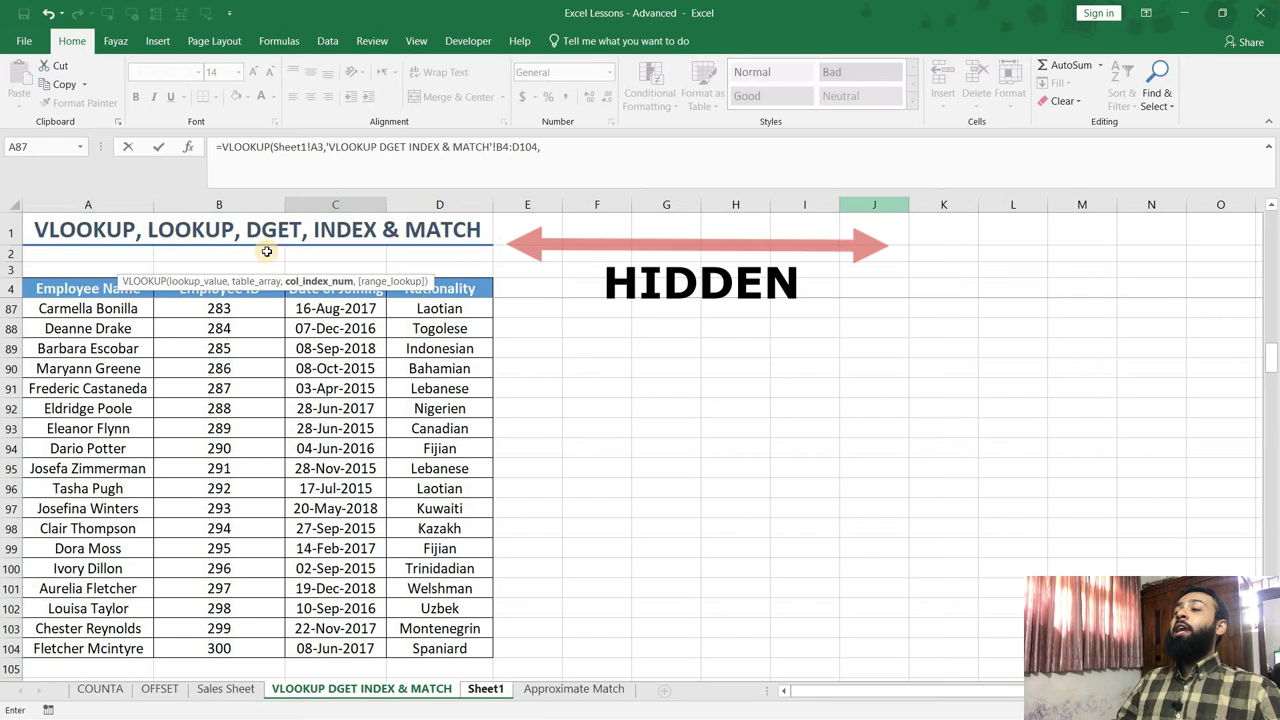 Excel Lessons - Advanced - Excel
Sign in
File Home Fayaz Insert Page Layout Formulas Data Review View Developer Help Tell me what you want to do Share
Paste
Cut
Copy
Format Painter
Clipboard
14
B I U
Font
Wrap Text
Merge & Center
Alignment
General
$ % ,
Number
Conditional Formatting
Format as Table
Normal Bad
Good Neutral
Styles
Insert Delete Format
Cells
AutoSum
Fill
Clear
Sort & Filter
Find & Select
Editing
A87 fx =VLOOKUP(Sheet1!A3,'VLOOKUP DGET INDEX & MATCH'!B4:D104,
A B C D E F G H I J K L M N O
1 VLOOKUP, LOOKUP, DGET, INDEX & MATCH
2
3
HIDDEN
VLOOKUP(lookup_value, table_array, col_index_num, [range_lookup])
4 Employee Name Employee ID Date of Joining Nationality
87 Carmella Bonilla 283 16-Aug-2017 Laotian
88 Deanne Drake 284 07-Dec-2016 Togolese
89 Barbara Escobar 285 08-Sep-2018 Indonesian
90 Maryann Greene 286 08-Oct-2015 Bahamian
91 Frederic Castaneda 287 03-Apr-2015 Lebanese
92 Eldridge Poole 288 28-Jun-2017 Nigerien
93 Eleanor Flynn 289 28-Jun-2015 Canadian
94 Dario Potter 290 04-Jun-2016 Fijian
95 Josefa Zimmerman 291 28-Nov-2015 Lebanese
96 Tasha Pugh 292 17-Jul-2015 Laotian
97 Josefina Winters 293 20-May-2018 Kuwaiti
98 Clair Thompson 294 27-Sep-2015 Kazakh
99 Dora Moss 295 14-Feb-2017 Fijian
100 Ivory Dillon 296 02-Sep-2015 Trinidadian
101 Aurelia Fletcher 297 19-Dec-2018 Welshman
102 Louisa Taylor 298 10-Sep-2016 Uzbek
103 Chester Reynolds 299 22-Nov-2017 Montenegrin
104 Fletcher Mcintyre 300 08-Jun-2017 Spaniard
105
COUNTA OFFSET Sales Sheet VLOOKUP DGET INDEX & MATCH Sheet1 Approximate Match
Enter